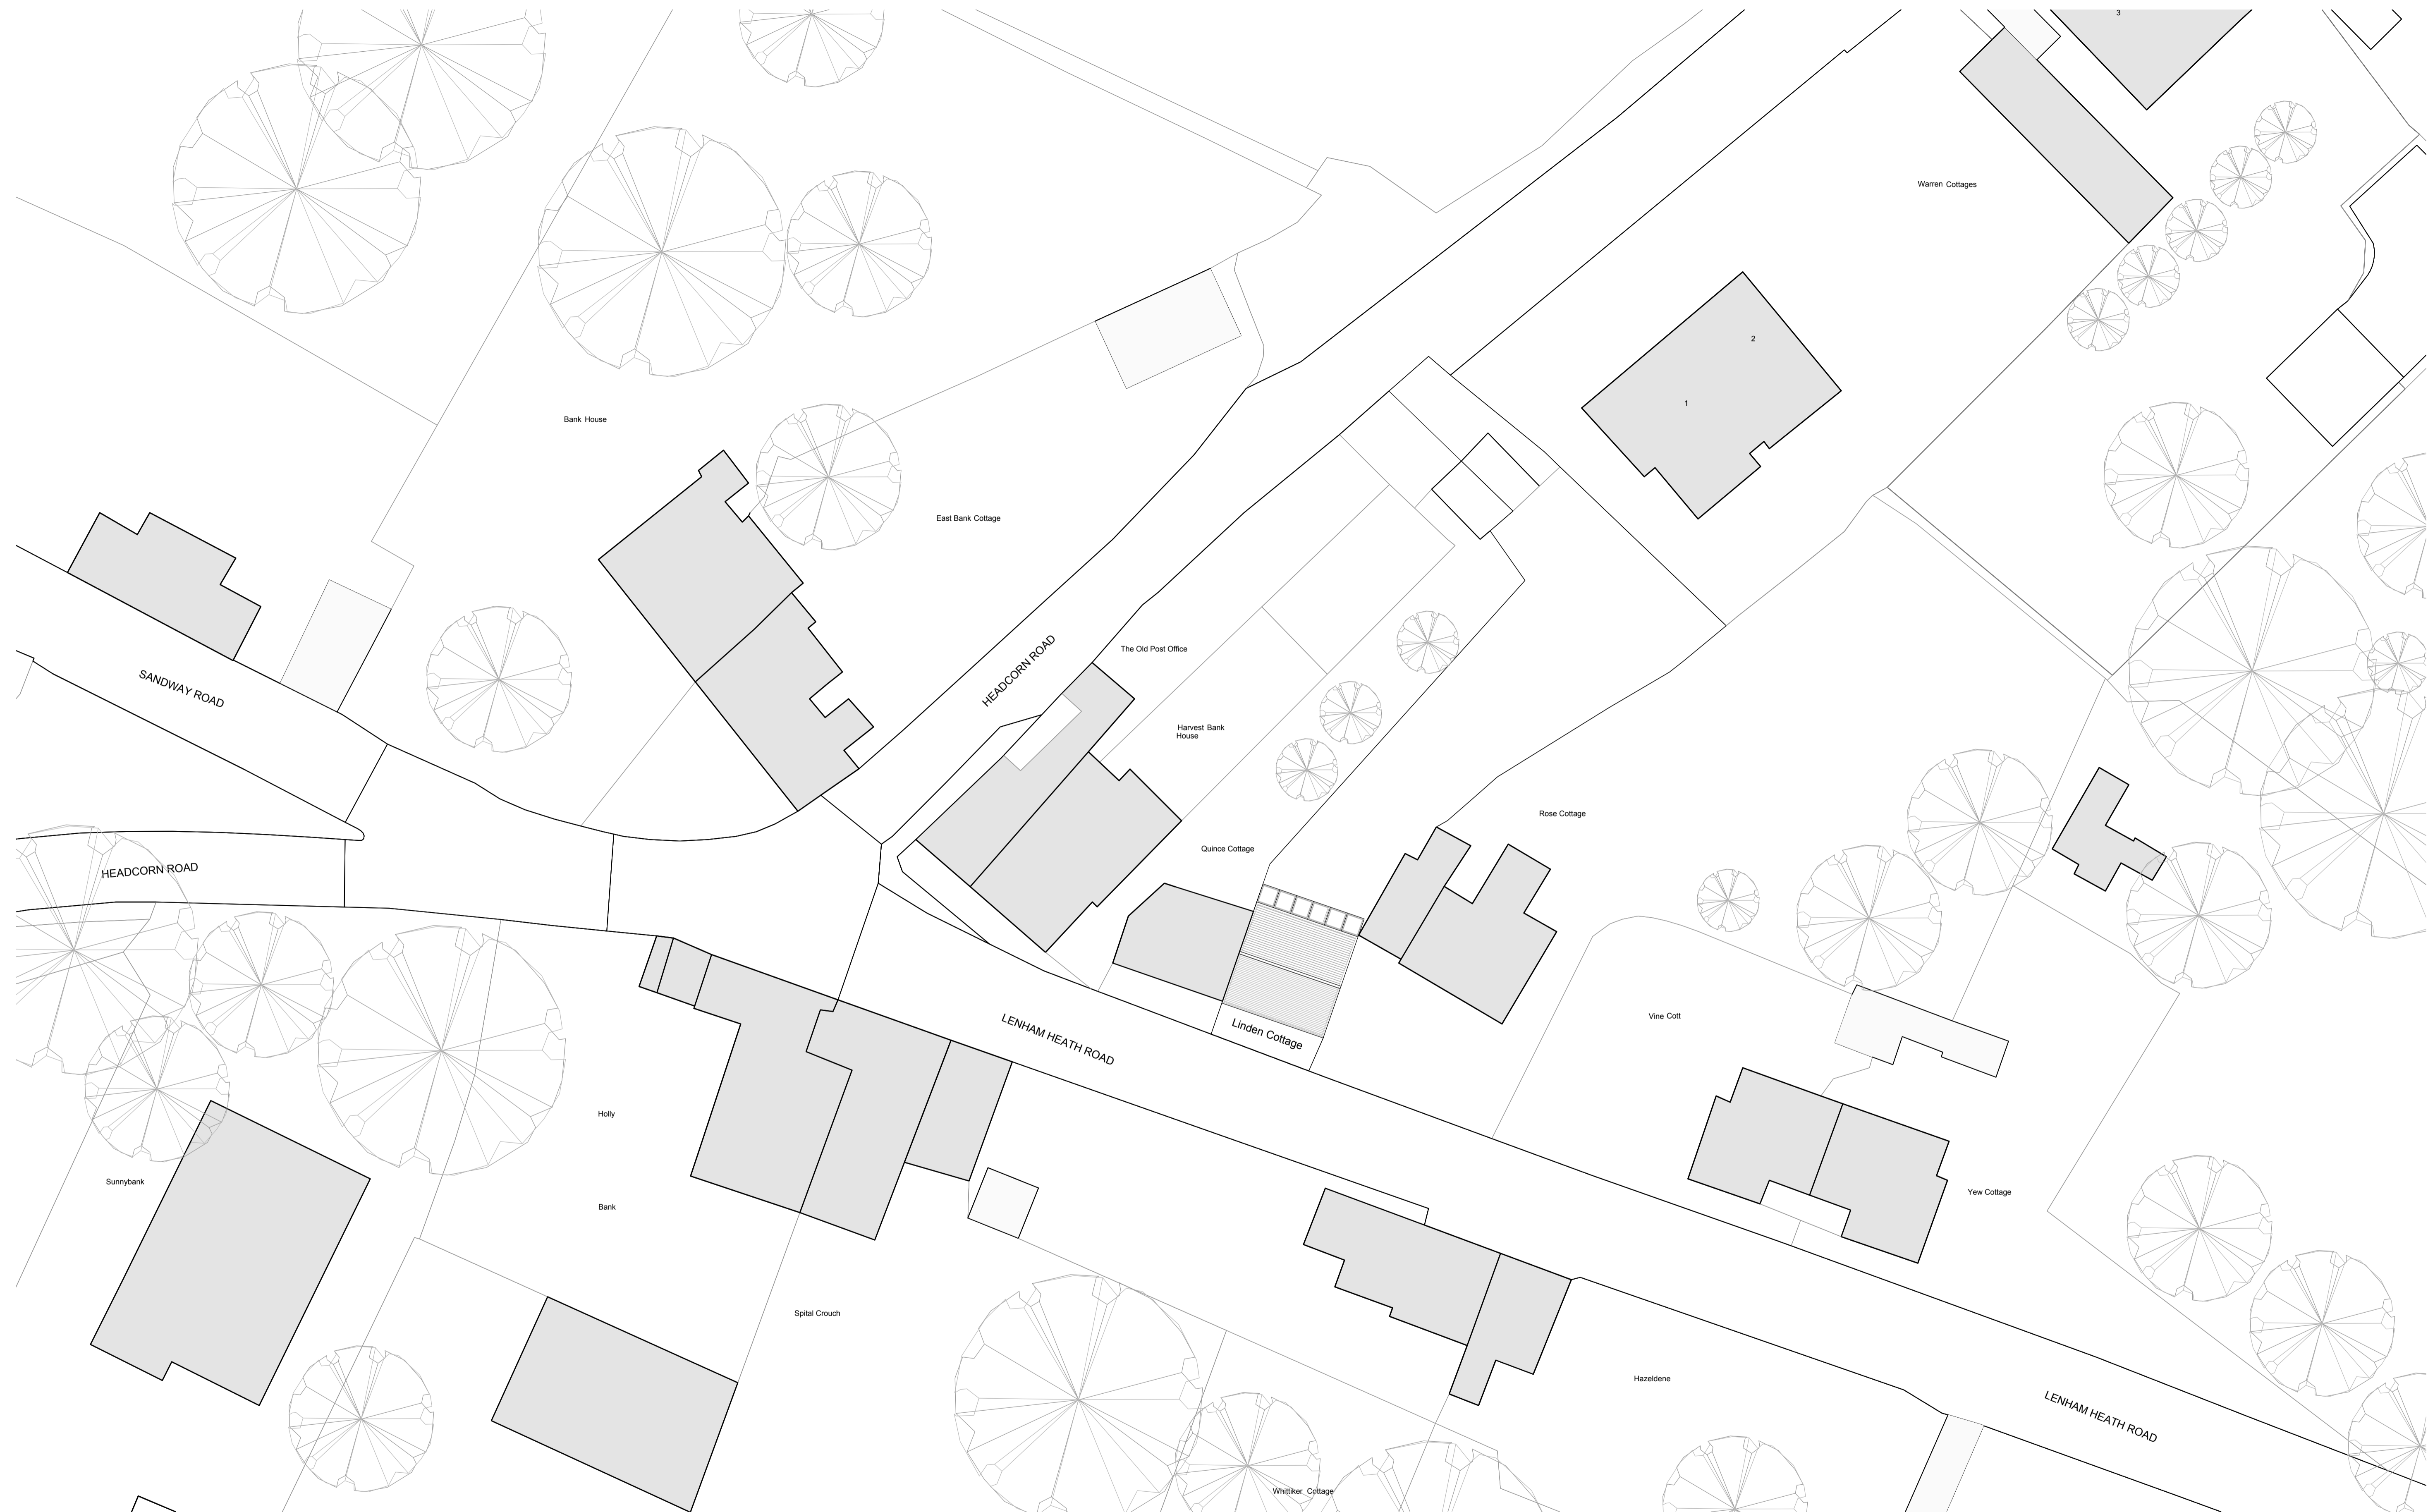 3
Warren Cottages
2
1
Bank House
East Bank Cottage
HEADCORN ROAD
The Old Post Office
SANDWAY ROAD
Harvest Bank
House
Rose Cottage
Quince Cottage
HEADCORN ROAD
Vine Cott
Linden Cottage
LENHAM HEATH ROAD
Holly
Sunnybank
Yew Cottage
Bank
Spital Crouch
Hazeldene
LENHAM HEATH ROAD
Whittiker Cottage